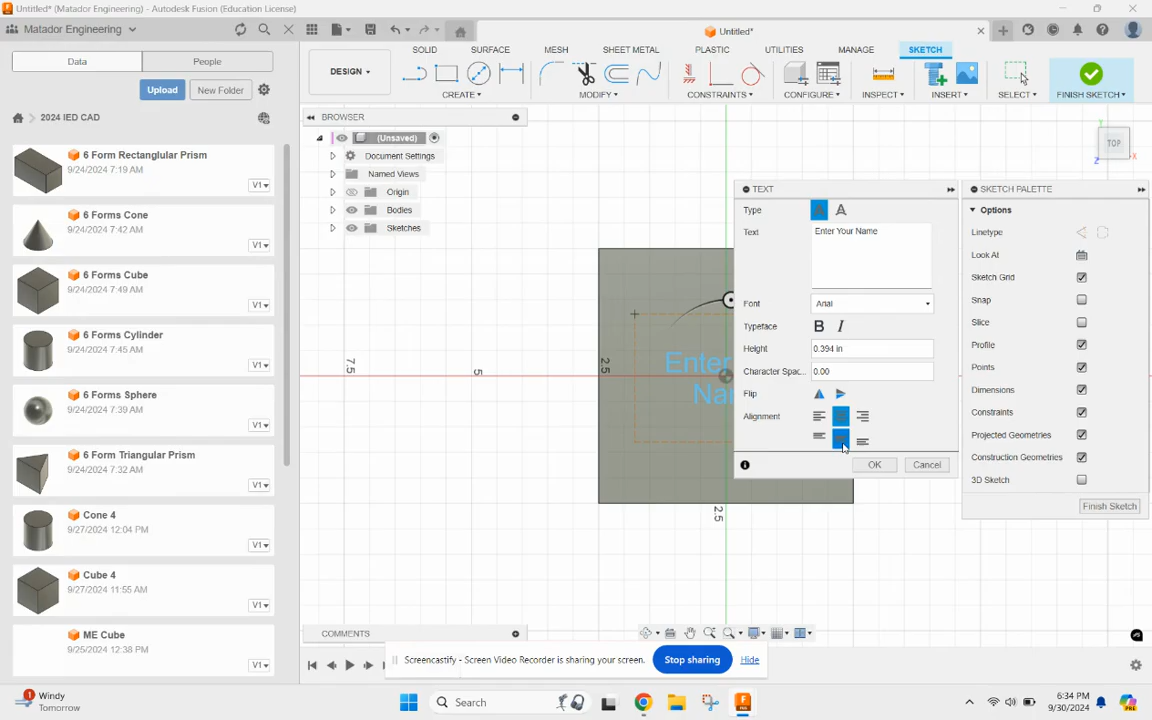 Untitled* (Matador Engineering) - Autodesk Fusion (Education License)
Matador Engineering
Untitled*
Data
People
Upload
New Folder
2024 IED CAD
6 Form Rectanglular Prism
9/24/2024 7:19 AM
V1
6 Forms Cone
9/24/2024 7:42 AM
V1
6 Forms Cube
9/24/2024 7:49 AM
V1
6 Forms Cylinder
9/24/2024 7:45 AM
V1
6 Forms Sphere
9/24/2024 7:39 AM
V1
6 Form Triangular Prism
9/24/2024 7:45 AM
V1
Cone 4
9/27/2024 12:04 PM
V1
Cube 4
9/27/2024 11:55 AM
V1
ME Cube
9/25/2024 12:38 PM
V1
DESIGN
SOLID
SURFACE
MESH
SHEET METAL
PLASTIC
UTILITIES
MANAGE
SKETCH
CREATE
MODIFY
CONSTRAINTS
CONFIGURE
INSPECT
INSERT
SELECT
FINISH SKETCH
BROWSER
(Unsaved)
Document Settings
Named Views
Origin
Bodies
Sketches
7.5
5
2.5
2.5
Enter
Nar
TOP
X
Y
Z
TEXT
Type
Text
Enter Your Name
Font
Arial
Typeface
B I
Height
0.394 in
Character Spac...
0.00
Flip
Alignment
OK
Cancel
SKETCH PALETTE
Options
Linetype
Look At
Sketch Grid
Snap
Slice
Profile
Points
Dimensions
Constraints
Projected Geometries
Construction Geometries
3D Sketch
Finish Sketch
COMMENTS
Screencastify - Screen Video Recorder is sharing your screen.
Stop sharing
Hide
1
Windy
Tomorrow
Search
6:34 PM
9/30/2024